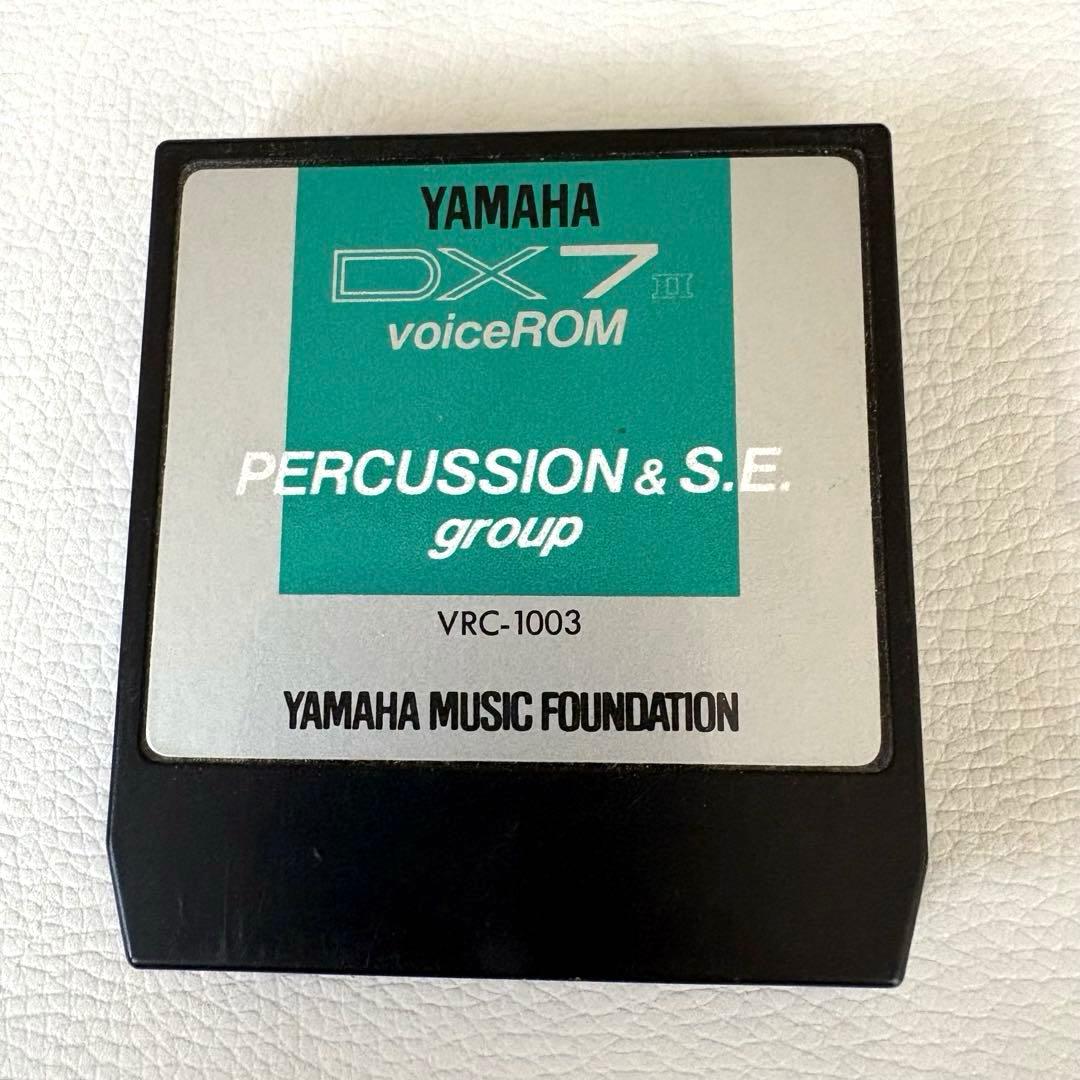 YAMAHA
DX7 II
voiceROM
PERCUSSION & S.E.
group
VRC-1003
YAMAHA MUSIC FOUNDATION